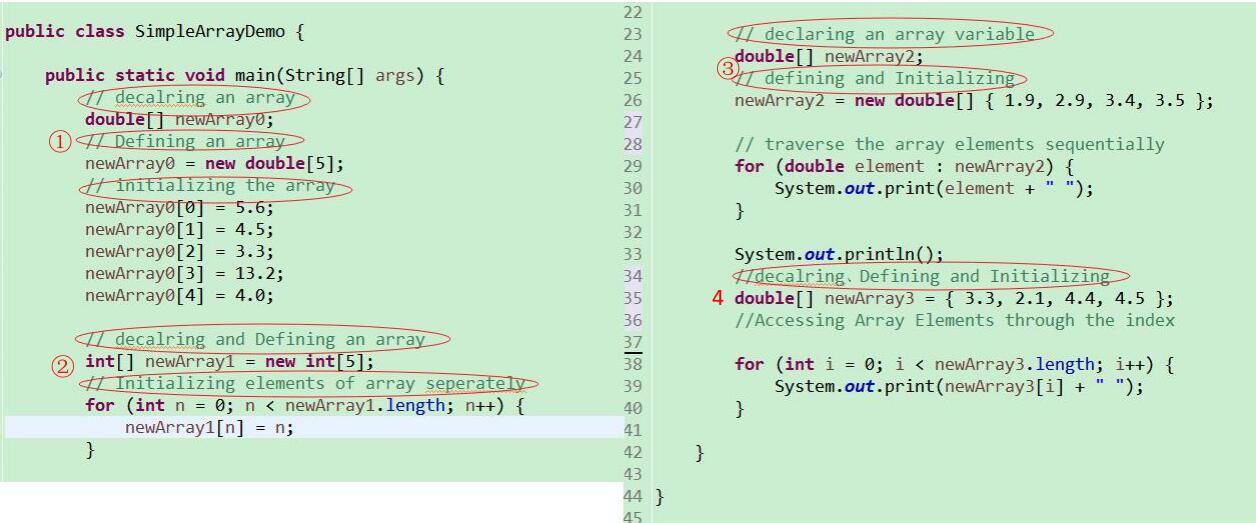 public class SimpleArrayDemo {
public static void main(String[] args) {
// decalring an array
double[] newArray0;
① // Defining an array
newArray0 = new double[5];
// initializing the array
newArray0[0] = 5.6;
newArray0[1] = 4.5;
newArray0[2] = 3.3;
newArray0[3] = 13.2;
newArray0[4] = 4.0;
// decalring and Defining an array
② int[] newArray1 = new int[5];
// Initializing elements of array seperately
for (int n = 0; n < newArray1.length; n++) {
newArray1[n] = n;
}
22
23 // declaring an array variable
24 double[] newArray2;
③
25 // defining and Initializing
26 newArray2 = new double[] { 1.9, 2.9, 3.4, 3.5 };
27
28 // traverse the array elements sequentially
29 for (double element : newArray2) {
30 System.out.print(element + " ");
31 }
32
33 System.out.println();
34 //decalring、Defining and Initializing
35 4 double[] newArray3 = { 3.3, 2.1, 4.4, 4.5 };
36 //Accessing Array Elements through the index
37
38 for (int i = 0; i < newArray3.length; i++) {
39 System.out.print(newArray3[i] + " ");
40 }
41
42 }
43
44 }
45